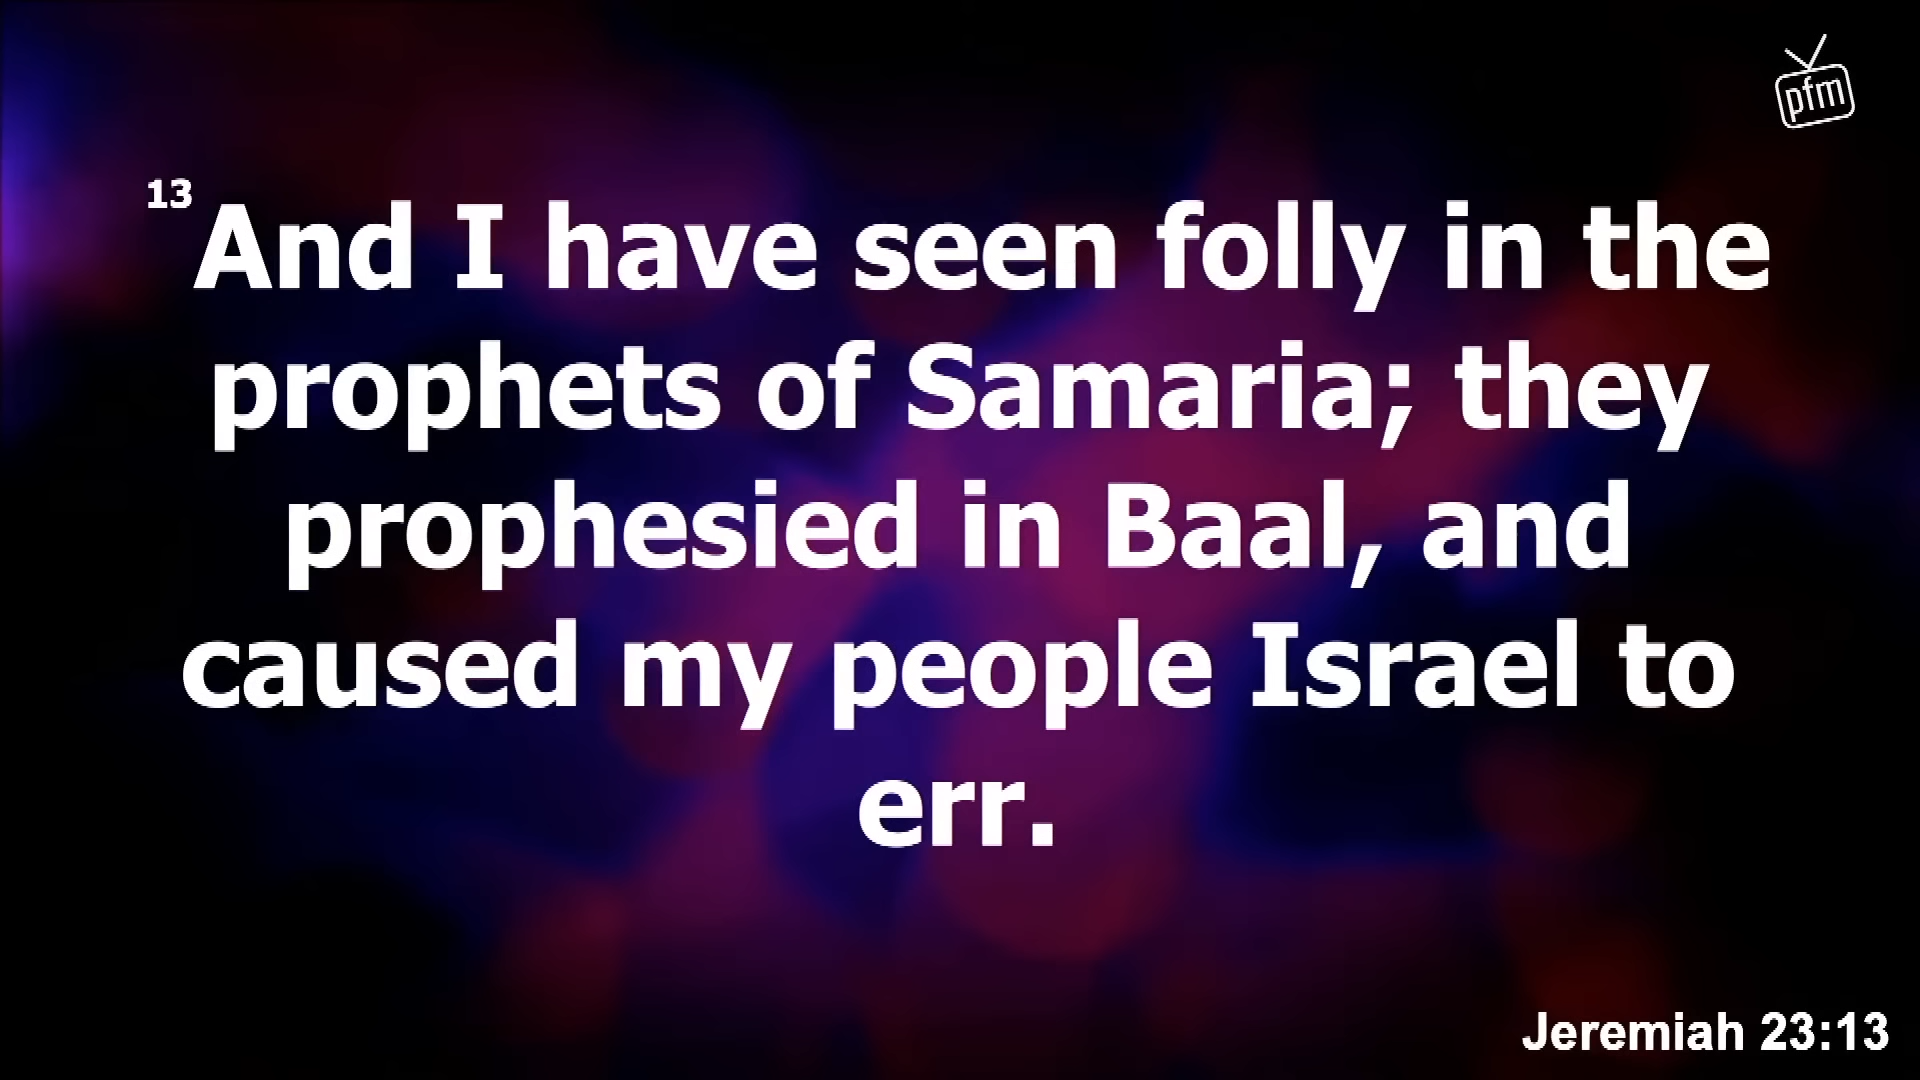 pfm
13 And I have seen folly in the
prophets of Samaria; they
prophesied in Baal, and
caused my people Israel to
err.
Jeremiah 23:13